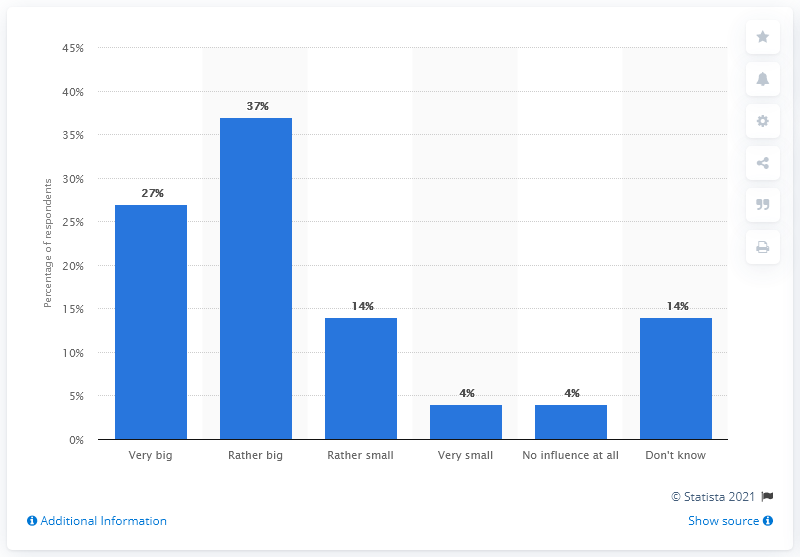 45%
40%
35%
30%
25%
20%
15%
10%
5%
0%
Percentage of respondents
27%
37%
14%
4%
4%
14%
Very big
Rather big
Rather small
Very small
No influence at all
Don't know
© Statista 2021
Additional Information
Show source